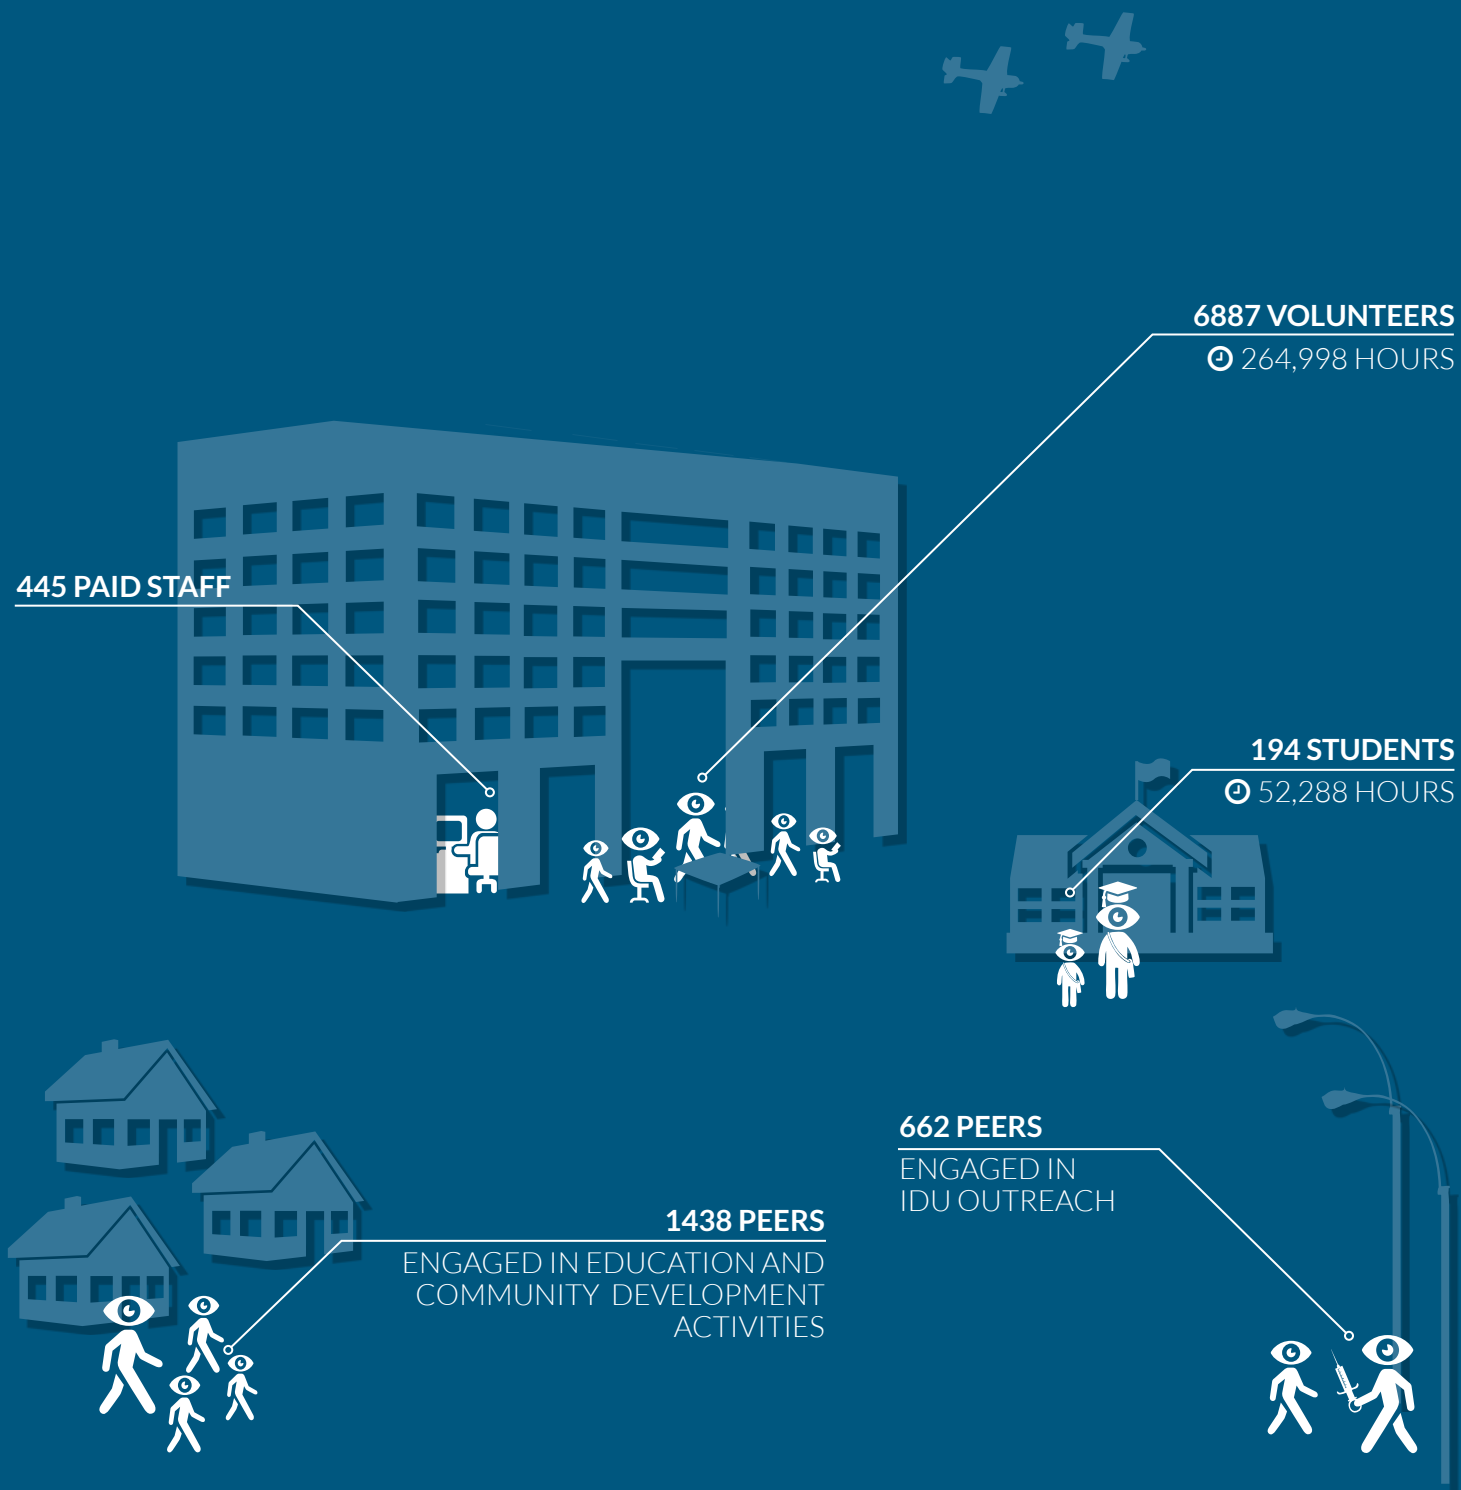 6887 VOLUNTEERS
264,998 HOURS
445 PAID STAFF
194 STUDENTS
52,288 HOURS
662 PEERS
ENGAGED IN
IDU OUTREACH
1438 PEERS
ENGAGED IN EDUCATION AND
COMMUNITY DEVELOPMENT
ACTIVITIES